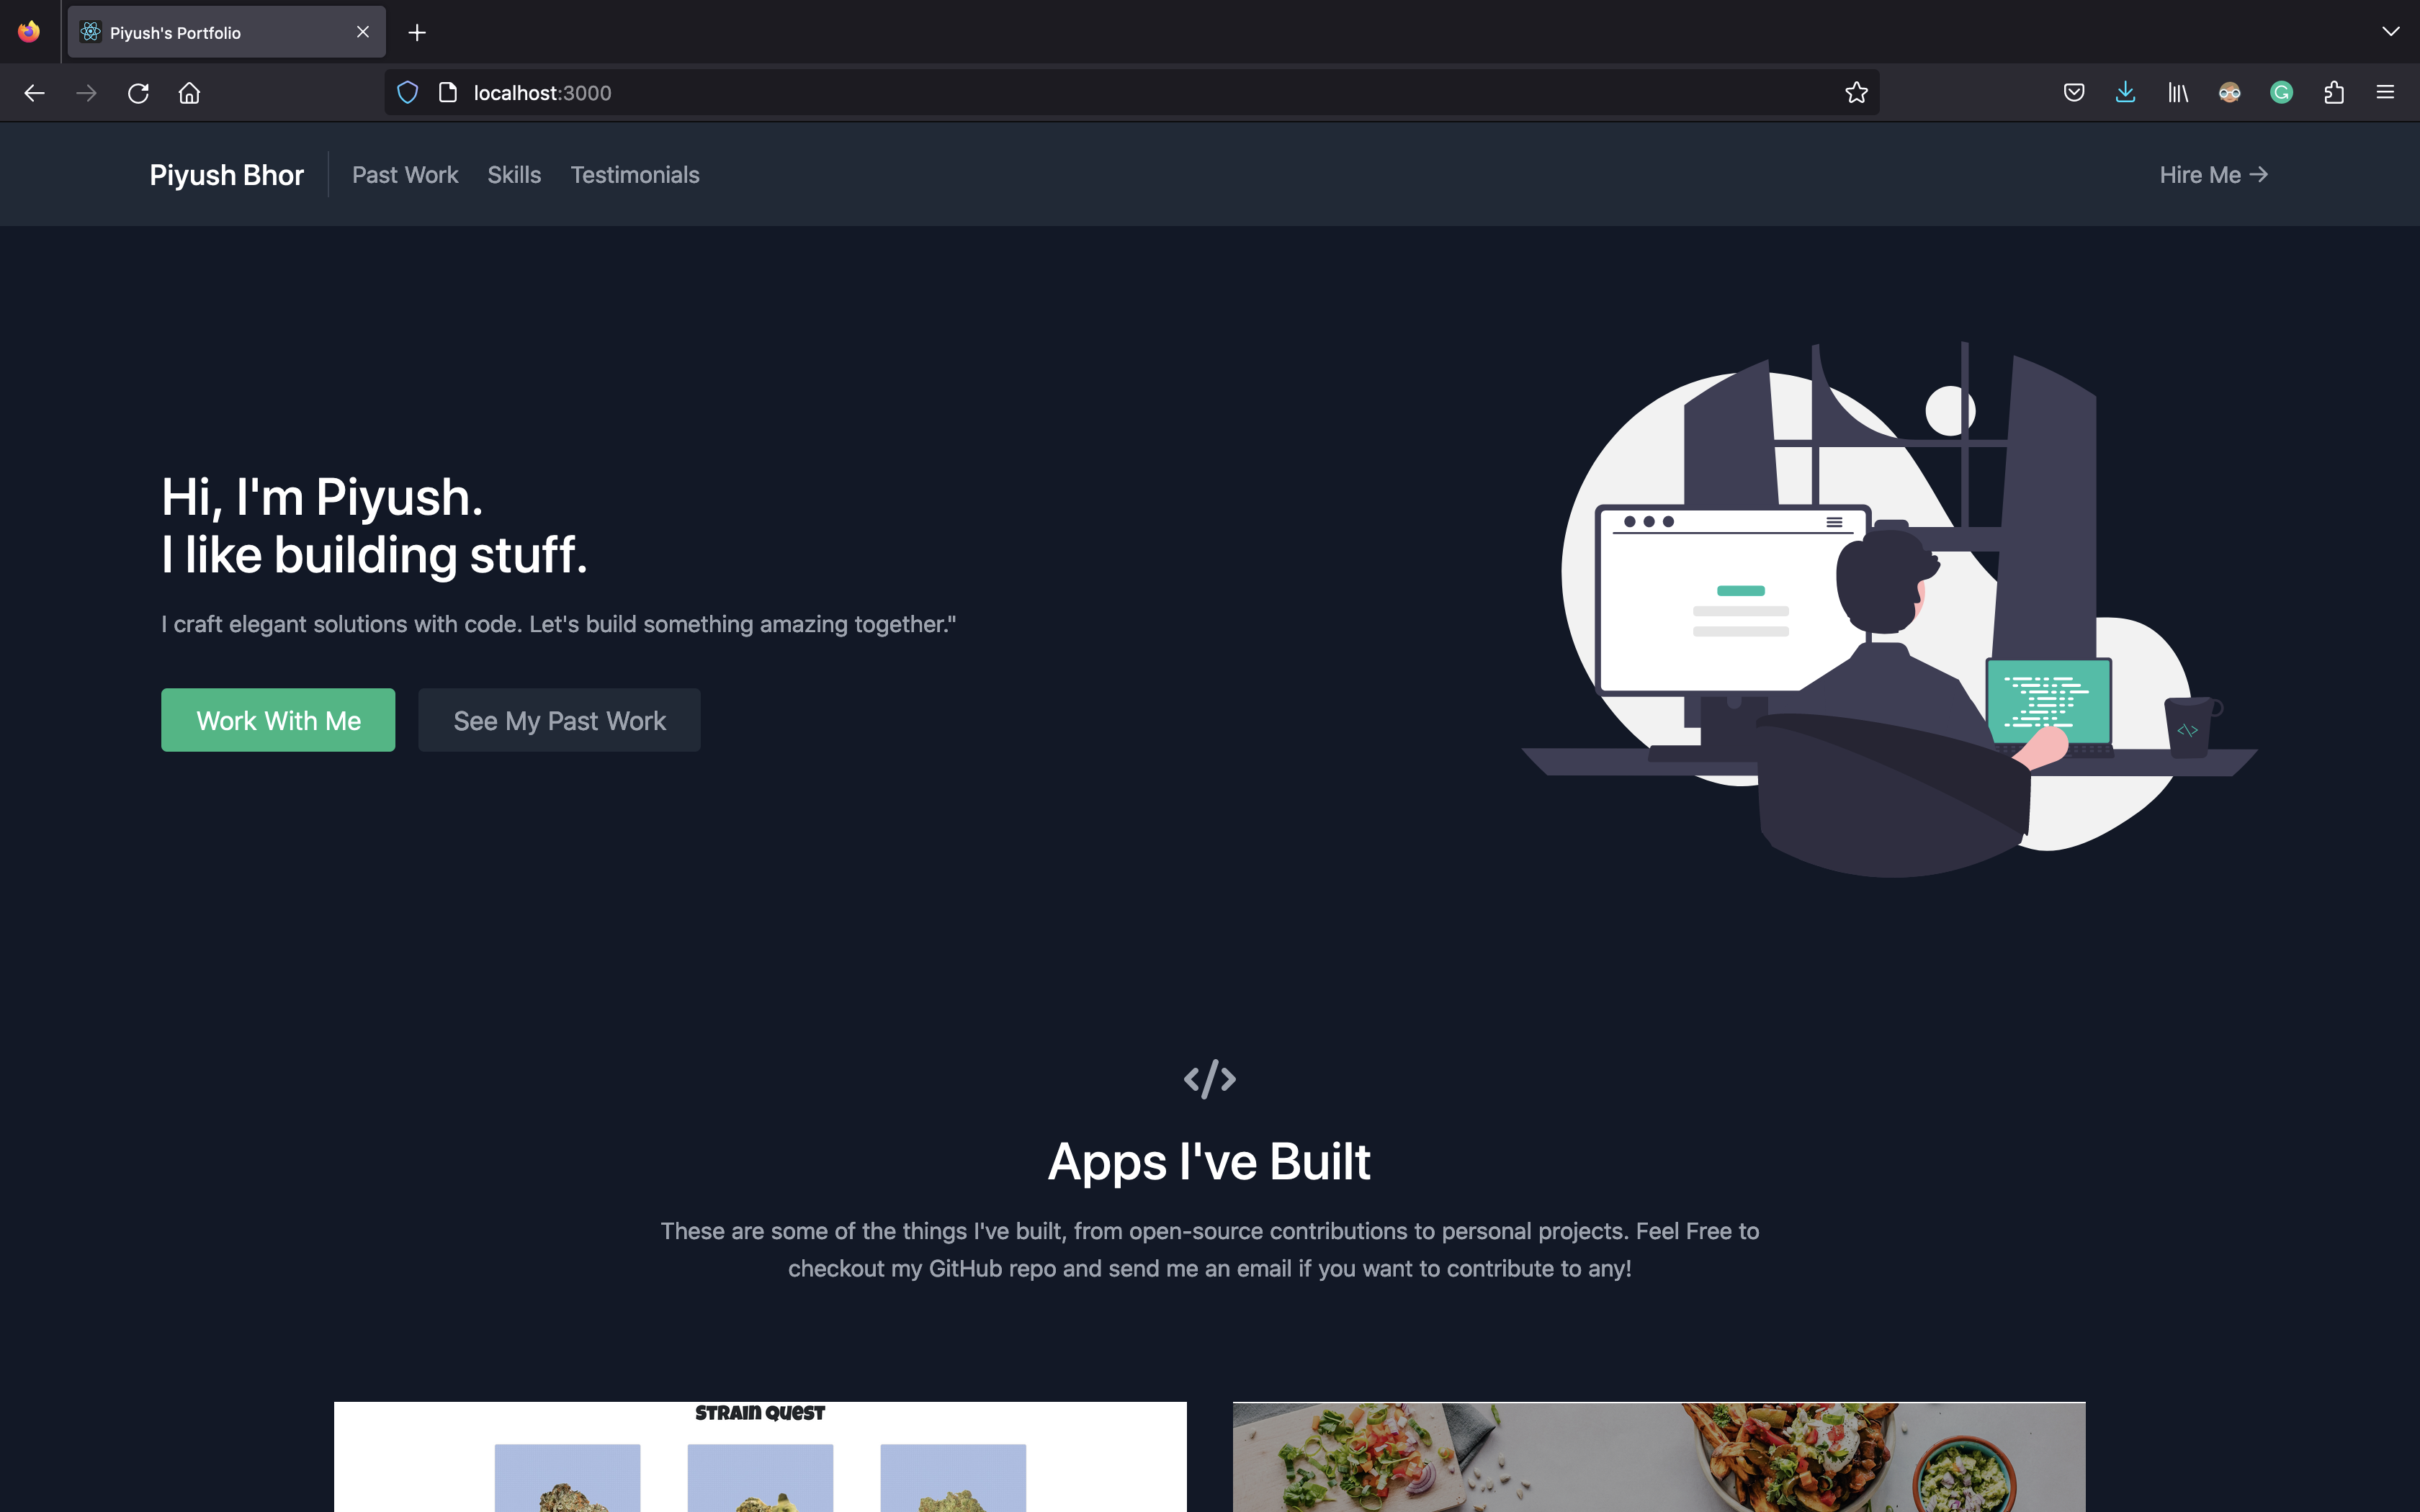 Piyush's Portfolio
localhost:3000
Piyush Bhor Past Work Skills Testimonials Hire Me →
Hi, I'm Piyush.
I like building stuff.
I craft elegant solutions with code. Let's build something amazing together."
Work With Me See My Past Work
<\>
</>
Apps I've Built
These are some of the things I've built, from open-source contributions to personal projects. Feel Free to
checkout my GitHub repo and send me an email if you want to contribute to any!
STRAIN QUEST